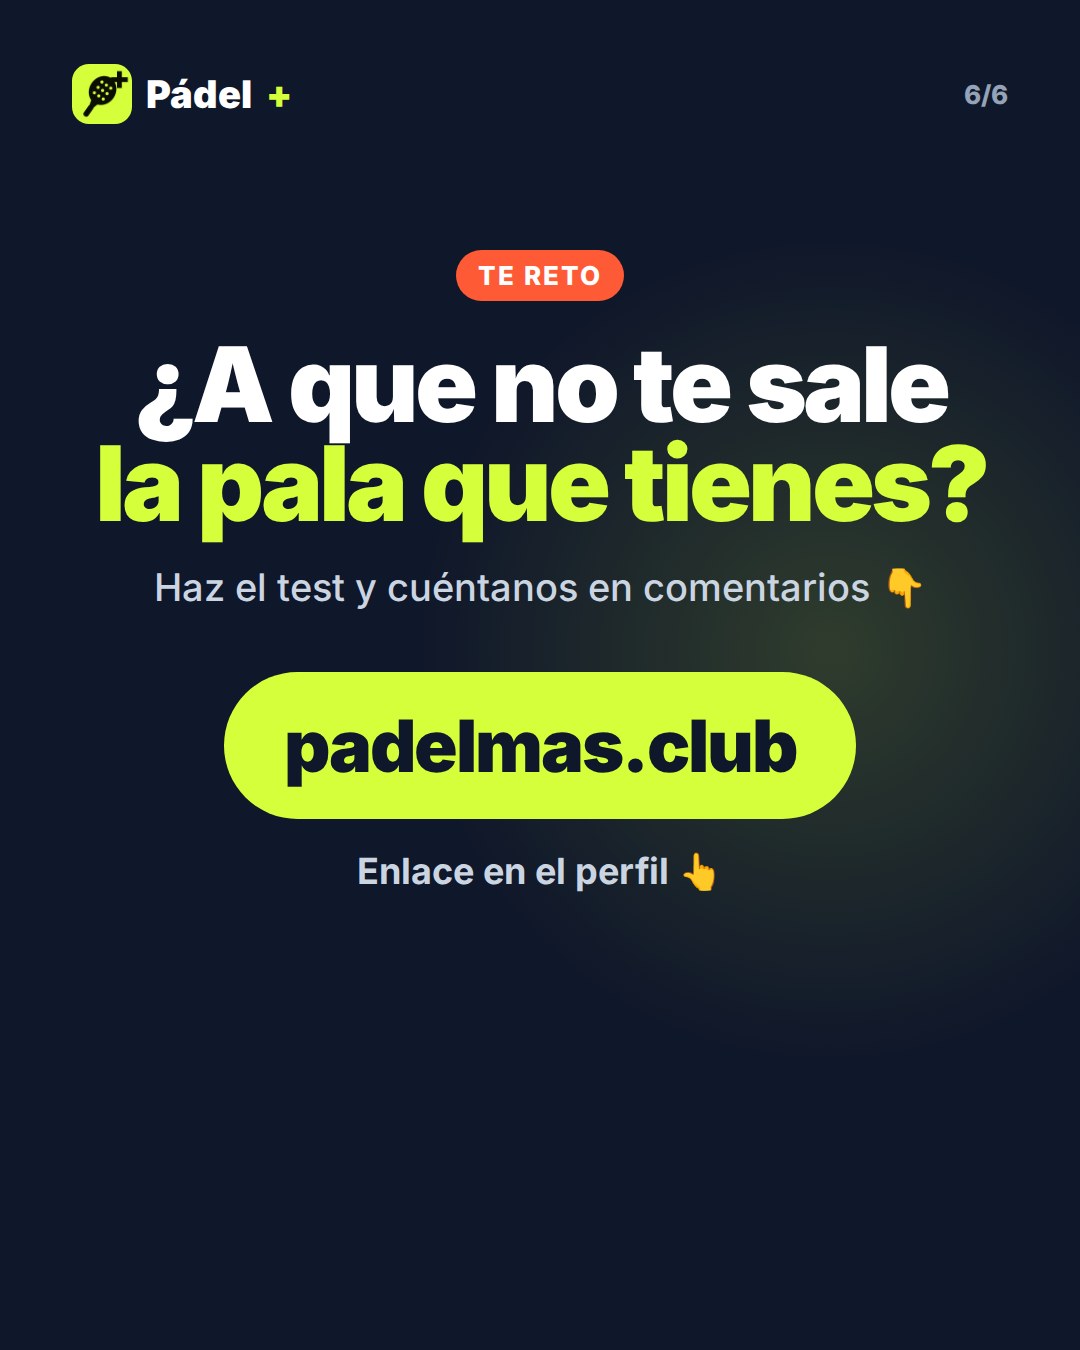 Pádel +
6/6
TE RETO
¿A que no te sale
la pala que tienes?
Haz el test y cuéntanos en comentarios 👇
padelmas.club
Enlace en el perfil 👆